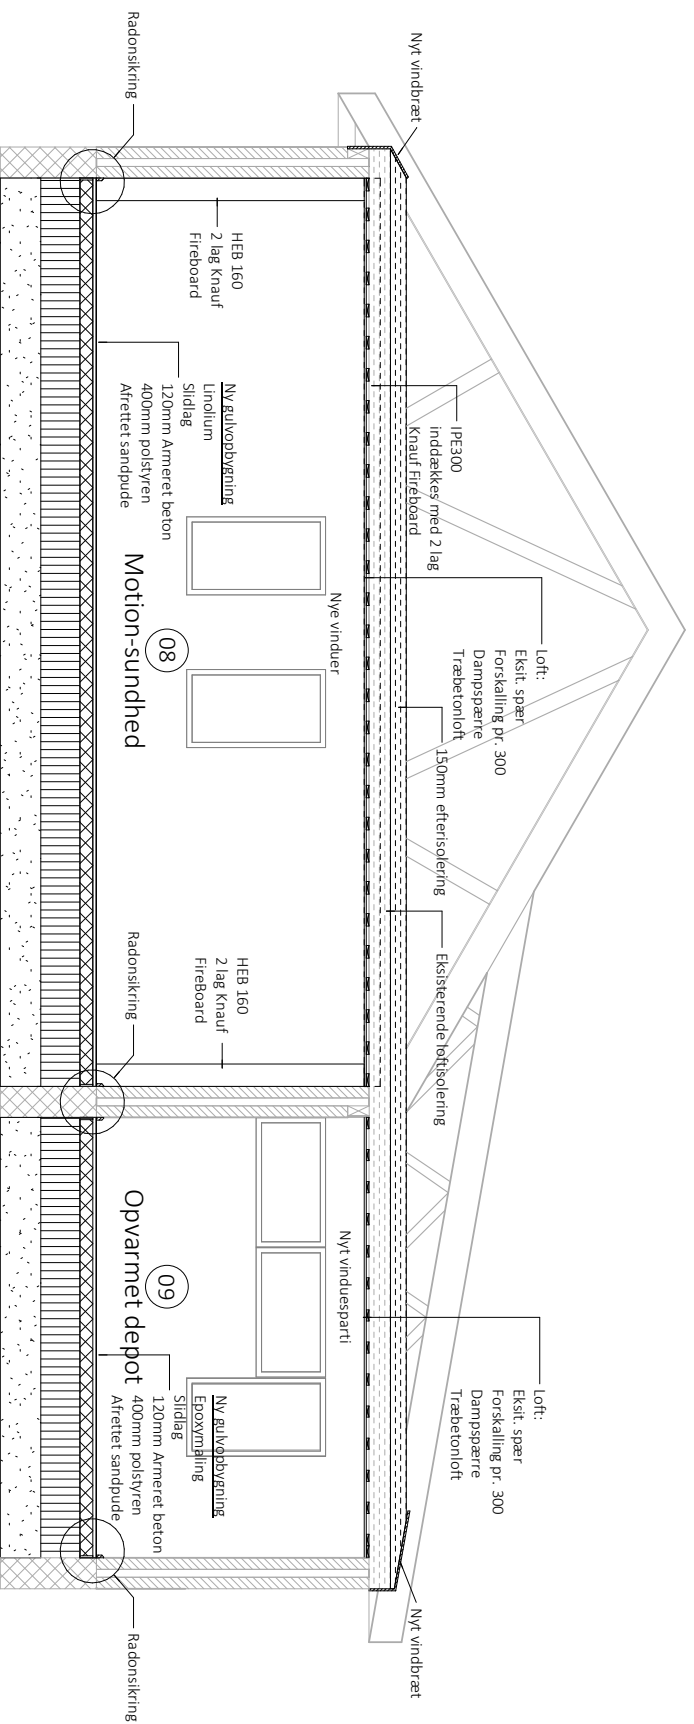 Nyt vindbræt
Radonsikring
HEB 160
2 lag Knauf
Fireboard
IPE300
inddækkes med 2 lag
Knauf Fireboard
Ny gulvopbygning
Linolium
Slidlag
120mm Armeret beton
400mm polstyren
Afrettet sandpude
Loft:
Eksit. spær
Forskalling pr. 300
Dampspærre
Træbetonloft
Nye vinduer
08
Motion-sundhed
150mm efterisolering
Eksisterende loftisolering
HEB 160
2 lag Knauf
FireBoard
Radonsikring
Nyt vinduesparti
09
Opvarmet depot
Loft:
Eksit. spær
Forskalling pr. 300
Dampspærre
Træbetonloft
Ny gulvopbygning
Epoxymaling
Slidlag
120mm Armeret beton
400mm polstyren
Afrettet sandpude
Nyt vindbræt
Radonsikring